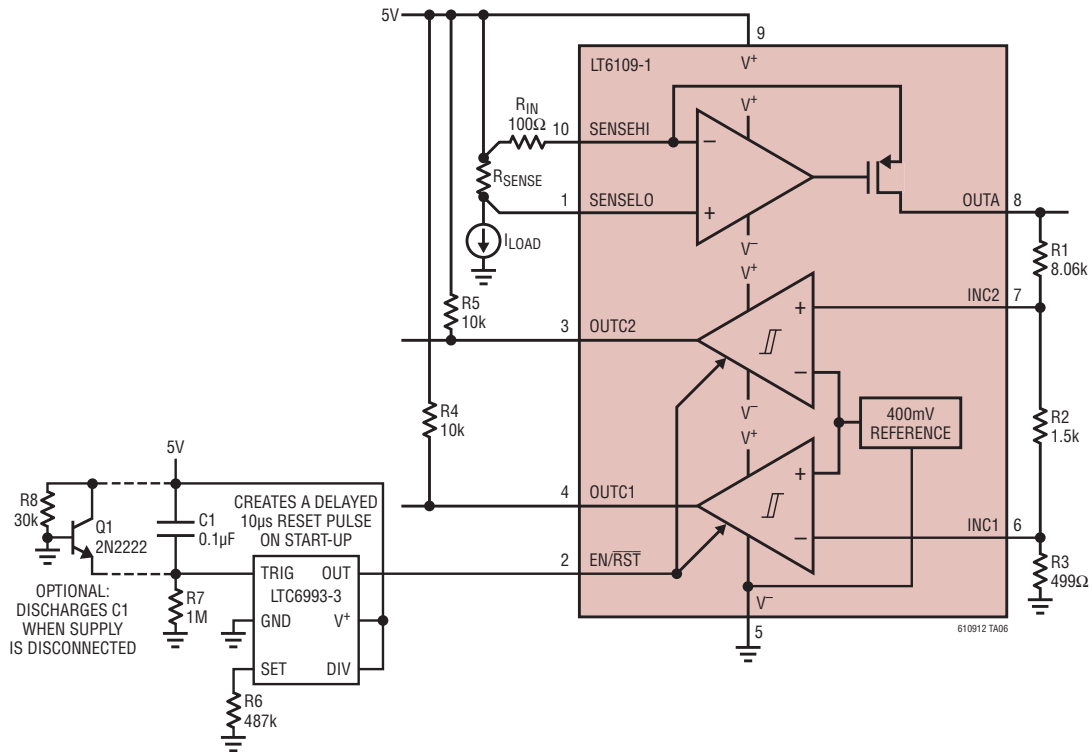 5V
9
LT6109-1
V+
RIN
100Ω
10
SENSEHI
V+
−
RSENSE
1
SENSELO
+
OUTA
8
ILOAD
V−
R1
8.06k
V+
R5
10k
INC2
7
3
OUTC2
+
−
R4
10k
V−
400mV
REFERENCE
R2
1.5k
V+
5V
+
R8
30k
CREATES A DELAYED
10μs RESET PULSE
ON START-UP
4
OUTC1
Q1
2N2222
C1
0.1μF
−
INC1
6
2
EN/RST
TRIG
OUT
R3
499Ω
OPTIONAL:
DISCHARGES C1
WHEN SUPPLY
IS DISCONNECTED
R7
1M
LTC6993-3
V−
GND
V+
5
610912 TA06
SET
DIV
R6
487k